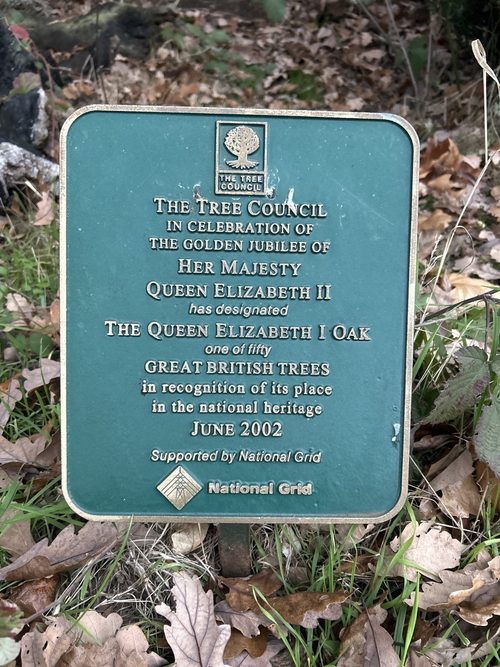 THE TREE
COUNCIL
THE TREE COUNCIL
IN CELEBRATION OF
THE GOLDEN JUBILEE OF
HER MAJESTY
QUEEN ELIZABETH II
has designated
THE QUEEN ELIZABETH I OAK
one of fifty
GREAT BRITISH TREES
in recognition of its place
in the national heritage
JUNE 2002
Supported by National Grid
National Grid